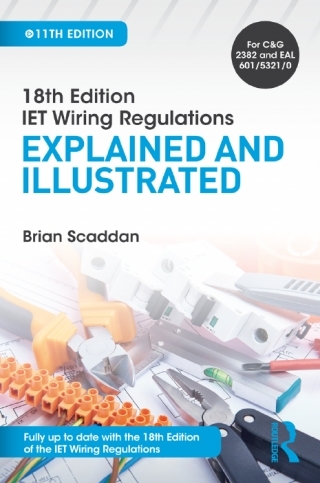 11TH EDITION
For C&G
2382 and EAL
601/5321/0
18th Edition
IET Wiring Regulations
EXPLAINED AND
ILLUSTRATED
Brian Scaddan
Fully up to date with the 18th Edition
of the IET Wiring Regulations
ROUTLEDGE